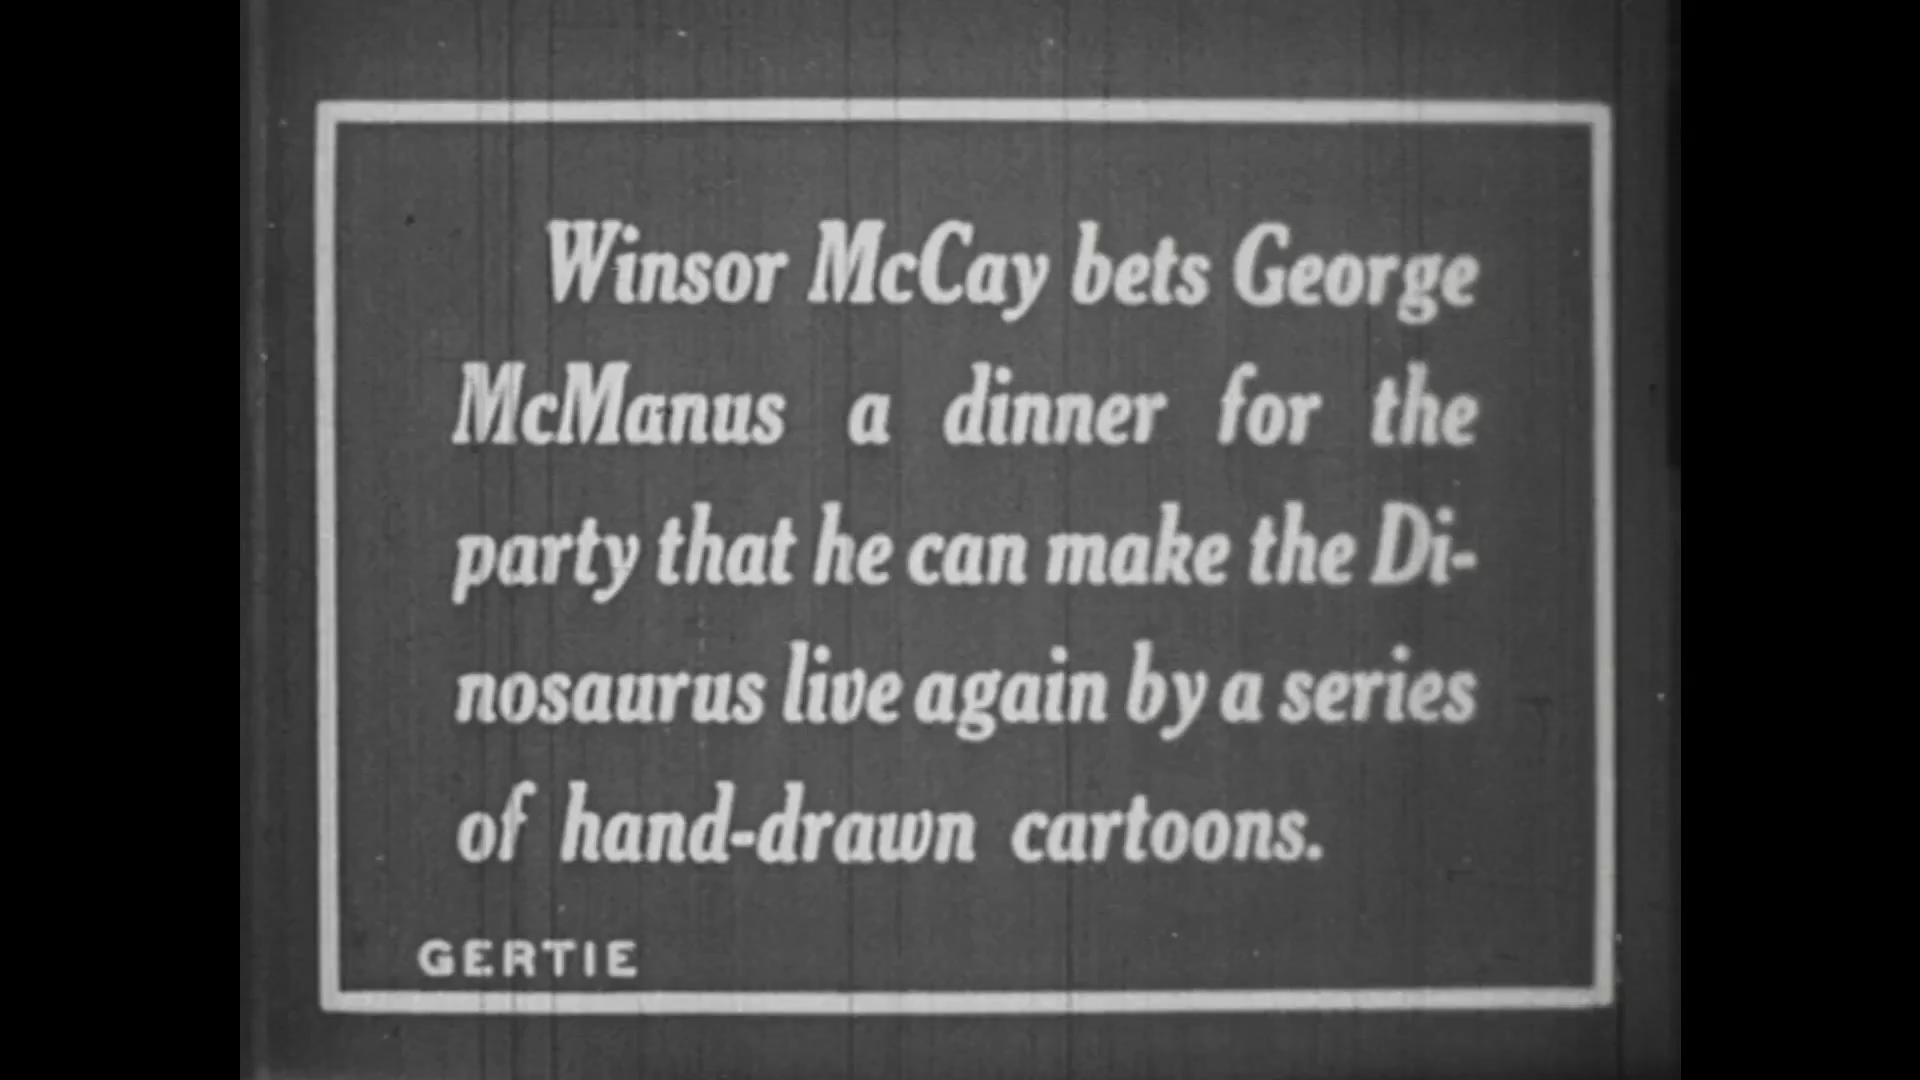 Winsor McCay bets George
McManus a dinner for the
party that he can make the Di-
nosaurus live again by a series
of hand-drawn cartoons.
GERTIE